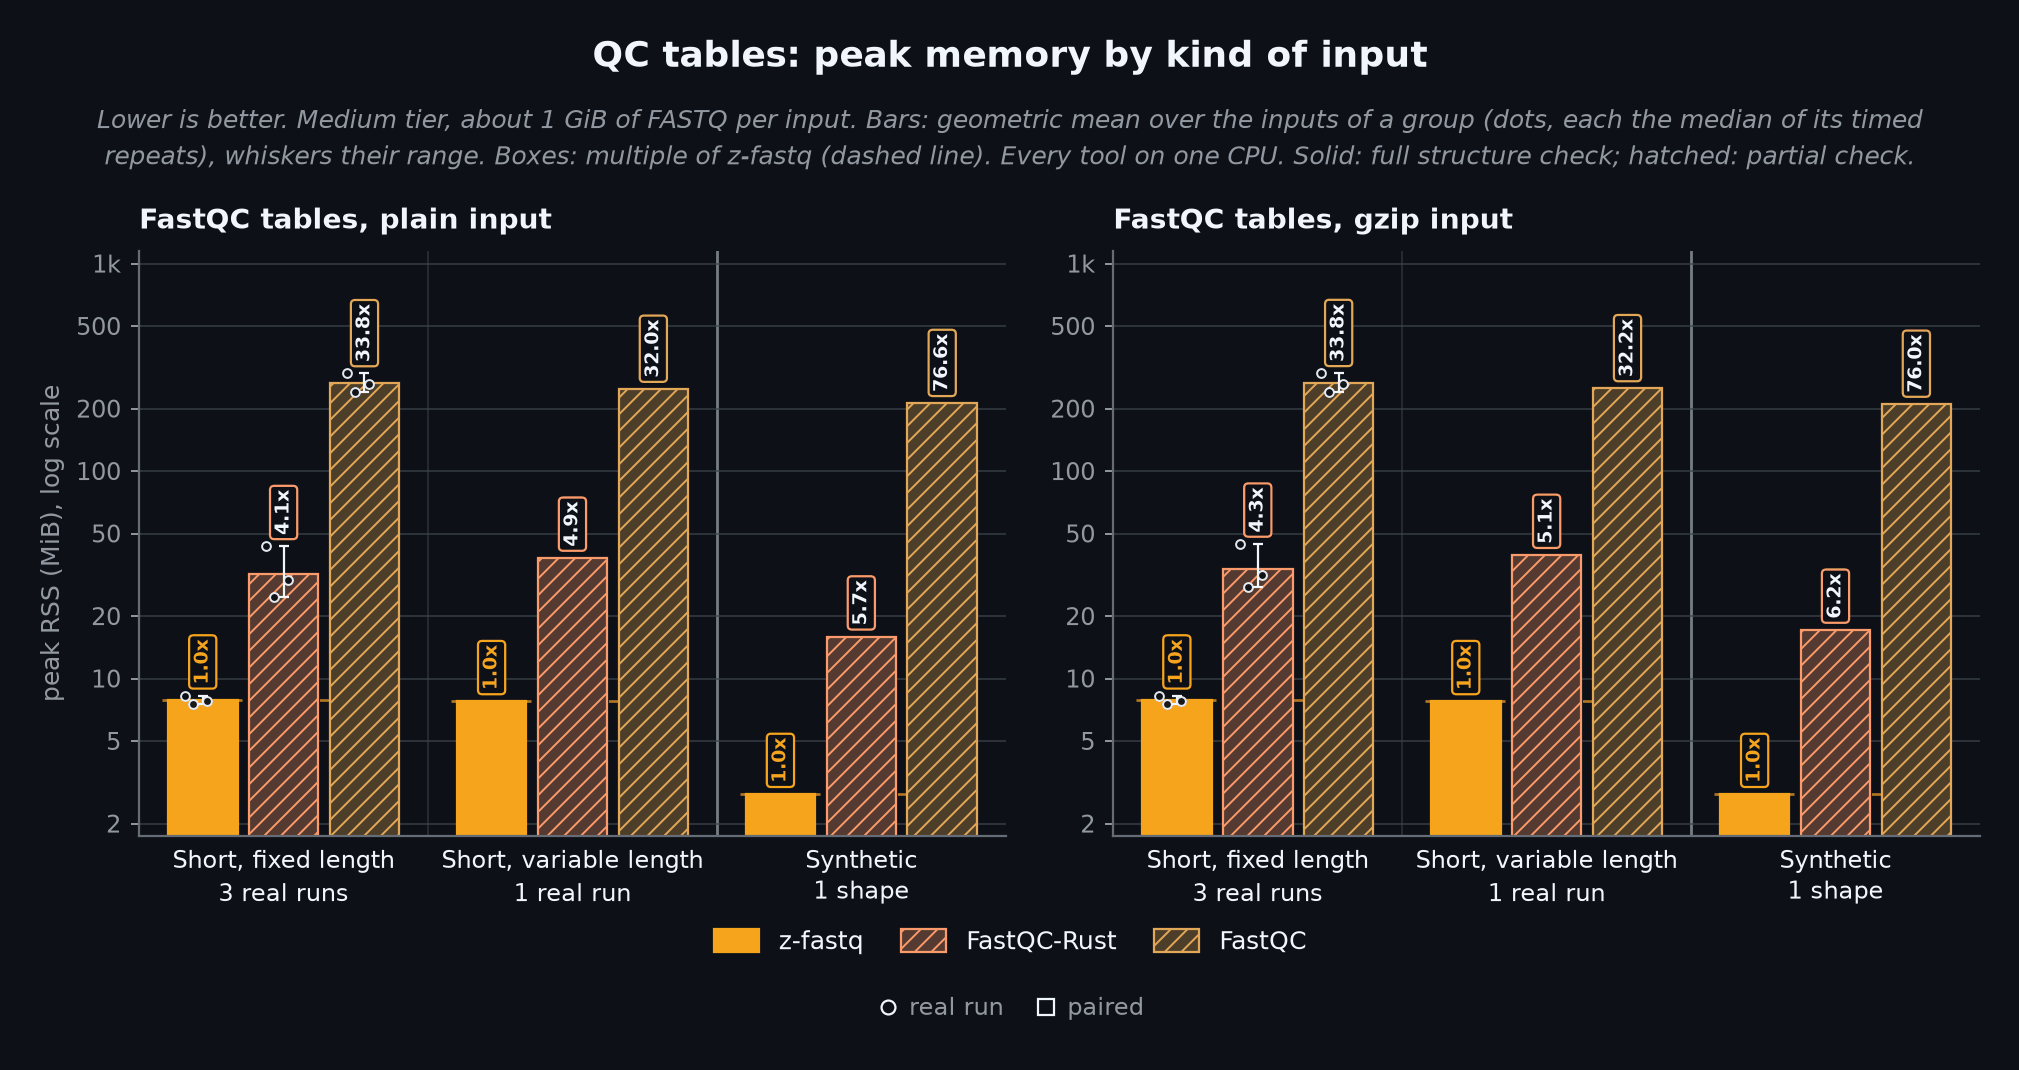 QC tables: peak memory by kind of input
Lower is better. Medium tier, about 1 GiB of FASTQ per input. Bars: geometric mean over the inputs of a group (dots, each the median of its timed
repeats), whiskers their range. Boxes: multiple of z-fastq (dashed line). Every tool on one CPU. Solid: full structure check; hatched: partial check.
FastQC tables, plain input
peak RSS (MiB), log scale
1k
500
200
100
50
20
10
5
2
1.0x
4.1x
33.8x
1.0x
4.9x
32.0x
1.0x
5.7x
76.6x
Short, fixed length
3 real runs
Short, variable length
1 real run
Synthetic
1 shape
FastQC tables, gzip input
1k
500
200
100
50
20
10
5
2
1.0x
4.3x
33.8x
1.0x
5.1x
32.2x
1.0x
6.2x
76.0x
Short, fixed length
3 real runs
Short, variable length
1 real run
Synthetic
1 shape
z-fastq
FastQC-Rust
FastQC
real run
paired